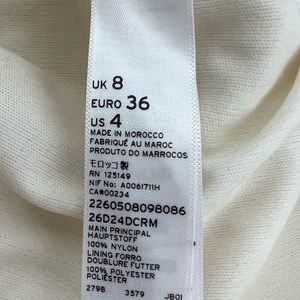 UK 8
EURO 36
US 4
MADE IN MOROCCO
FABRIQUÉ AU MAROC
PRODUTO DO MARROCOS
モロッコ製
RN 125149
NIF No: A0061711H
CA#00234
2260508098086
26D24DCRM
MAIN PRINCIPAL
HAUPTSTOFF
100% NYLON
LINING FORRO
DOUBLURE FUTTER
100% POLYESTER
POLIÉSTER
2798 3579 JB01